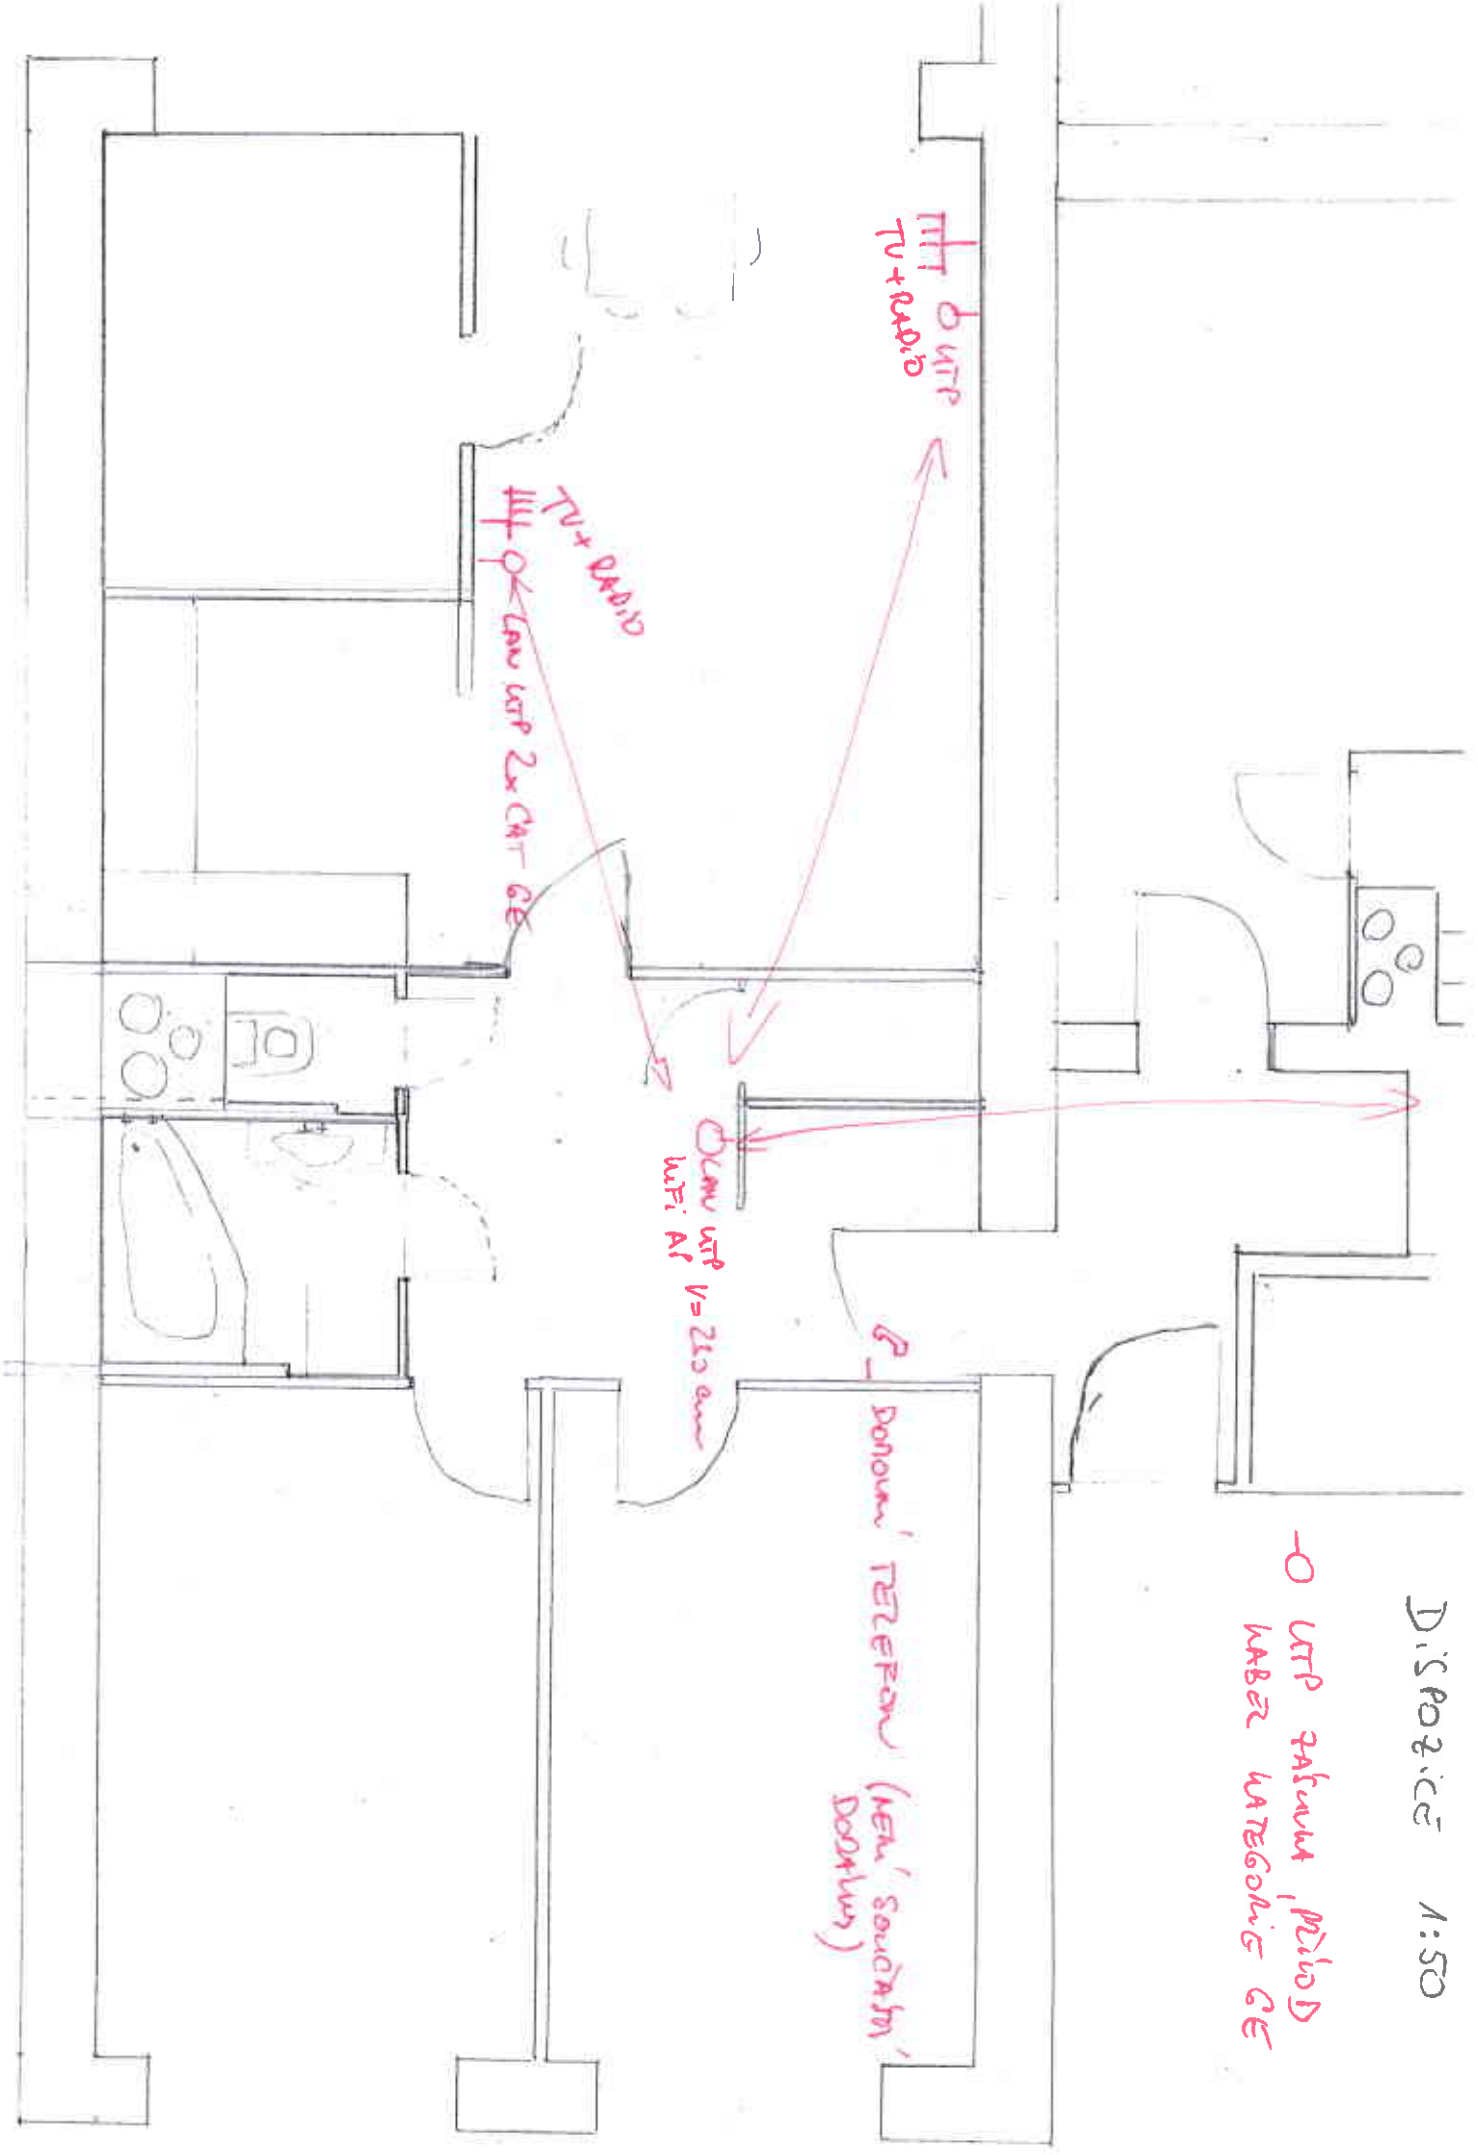 DISPOZICE 1:50
UTP ZÁSUVKA, PŘÍVOD
KABEL KATEGORIE 6E
TV+RADIO
UTP
TV+RADIO
LAN UTP 2x CAT 6E
LAN UTP V=230 cm
WIFI AP
DOMOVNÍ TELEFON (NENÍ SOUČÁSTÍ
DODÁVKY)